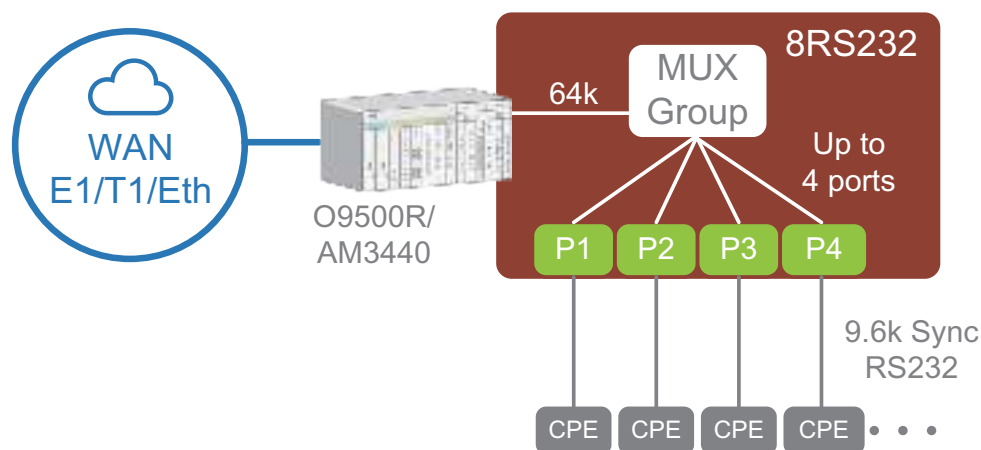 8RS232
MUX
Group
64k
WAN
E1/T1/Eth
Up to
4 ports
O9500R/
AM3440
P1
P2
P3
P4
9.6k Sync
RS232
CPE
CPE
CPE
CPE